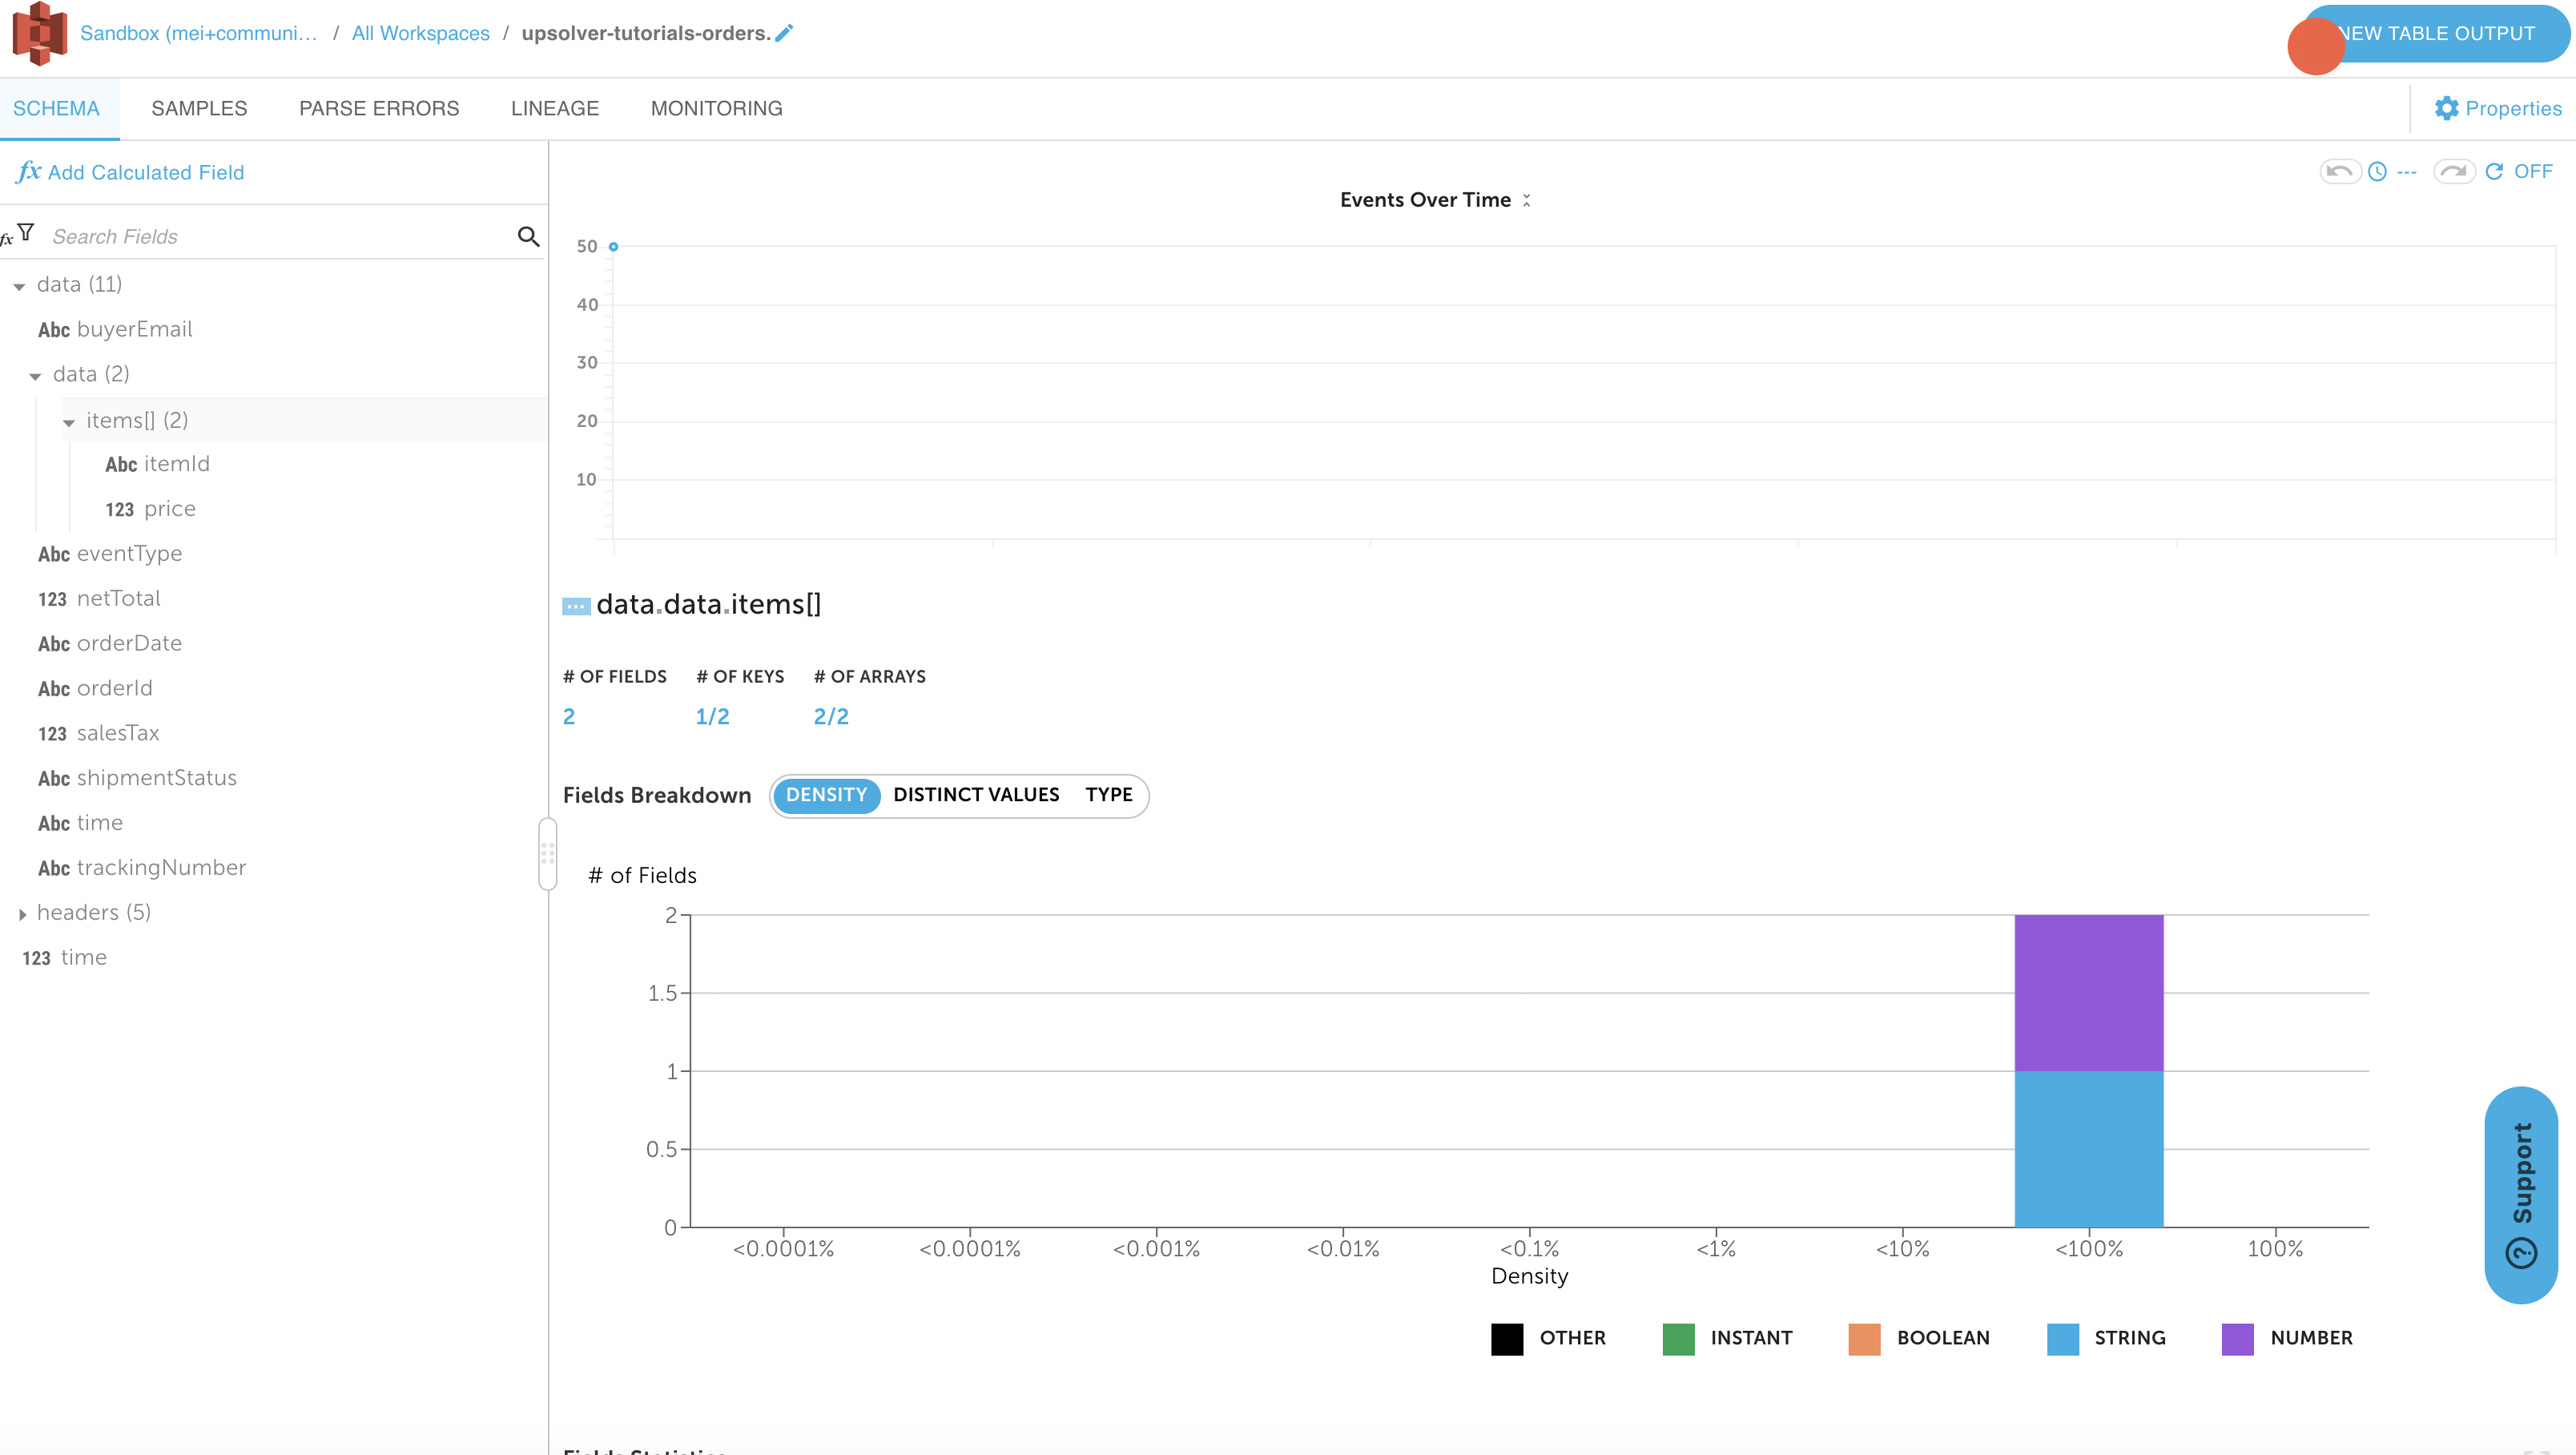 Sandbox (mei+communi... / All Workspaces / upsolver-tutorials-orders.
NEW TABLE OUTPUT
SCHEMA SAMPLES PARSE ERRORS LINEAGE MONITORING
Properties
fx Add Calculated Field
--- OFF
Events Over Time
fx Search Fields
data (11)
Abc buyerEmail
data (2)
items[] (2)
Abc itemId
123 price
Abc eventType
123 netTotal
Abc orderDate
Abc orderId
123 salesTax
Abc shipmentStatus
Abc time
Abc trackingNumber
headers (5)
123 time
50
40
30
20
10
data.data.items[]
# OF FIELDS # OF KEYS # OF ARRAYS
2 1/2 2/2
Fields Breakdown DENSITY DISTINCT VALUES TYPE
# of Fields
2
1.5
1
0.5
0
<0.0001% <0.0001% <0.001% <0.01% <0.1% <1% <10% <100% 100%
Density
OTHER INSTANT BOOLEAN STRING NUMBER
Support
Fields Statistics